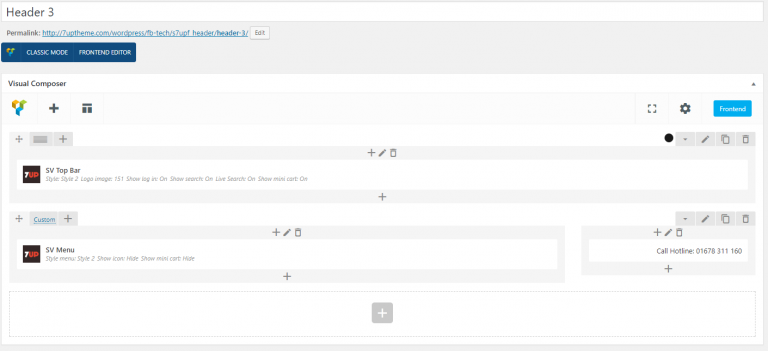 Header 3
Permalink: http://7uptheme.com/wordpress/fb-tech/s7upf_header/header-3/ Edit
CLASSIC MODE FRONTEND EDITOR
Visual Composer
Frontend
7UP SV Top Bar
Style: Style 2 Logo image: 151 Show log in: On Show search: On Live Search: On Show mini cart: On
Custom
7UP SV Menu
Style menu: Style 2 Show icon: Hide Show mini cart: Hide
Call Hotline: 01678 311 160